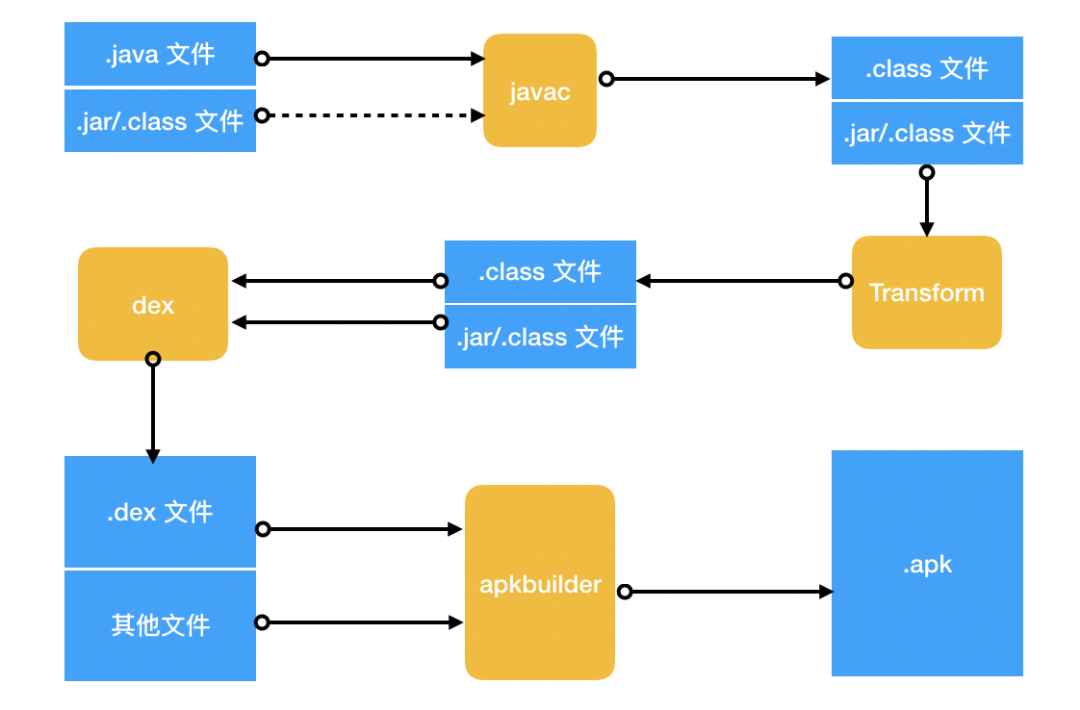 .java 文件
.jar/.class 文件
javac
.class 文件
.jar/.class 文件
dex
.class 文件
.jar/.class 文件
Transform
.dex 文件
其他文件
apkbuilder
.apk